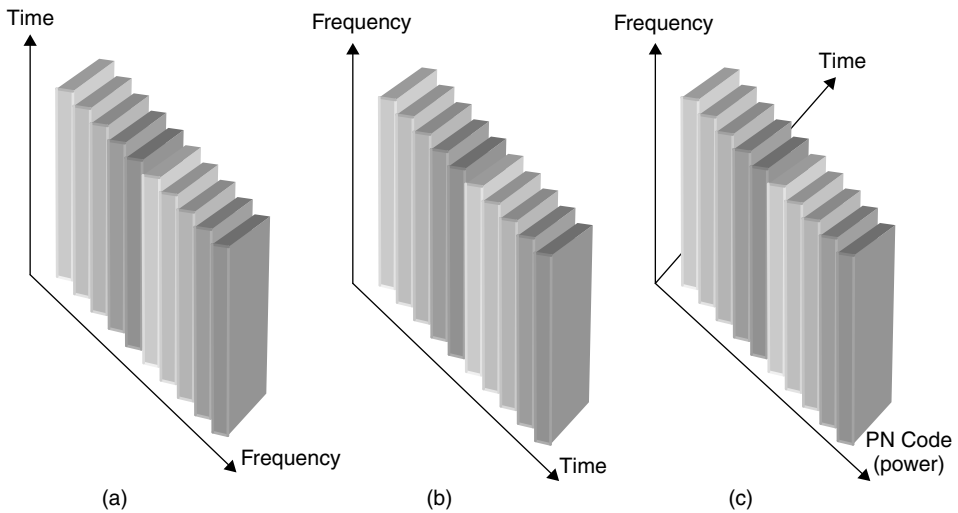 Time
Frequency
(a)
Frequency
Time
(b)
Frequency
Time
PN Code
(power)
(c)